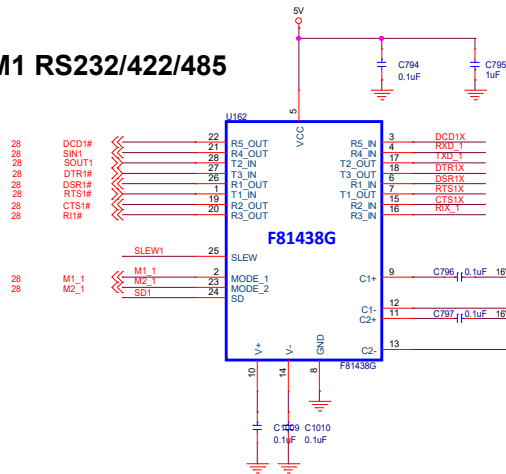 5V
C794
0.1uF
C795
1uF
M1 RS232/422/485
U162
5
VCC
28 DCD1# 22 R5_OUT R5_IN 3 DCD1X
28 SIN1 21 R4_OUT R4_IN 4 RXD_1
28 SOUT1 28 T2_IN T2_OUT 17 TXD_1
28 DTR1# 27 T3_IN T3_OUT 18 DTR1X
28 DSR1# 26 R1_OUT R1_IN 6 DSR1X
28 RTS1# 1 T1_IN T1_OUT 7 RTS1X
28 CTS1# 19 R2_OUT R2_IN 15 CTS1X
28 RI1# 20 R3_OUT R3_IN 16 RIX_1
F81438G
SLEW1 25 SLEW
28 M1_1 M1_1 2 MODE_1 C1+ 9 C796 0.1uF 16V
28 M2_1 M2_1 23 MODE_2
SD1 24 SD
C1- 12
C2+ 11 C797 0.1uF 16V
C2- 13
V+ V- GND
F81438G
10 14 8
C1009 C1010
0.1uF 0.1uF